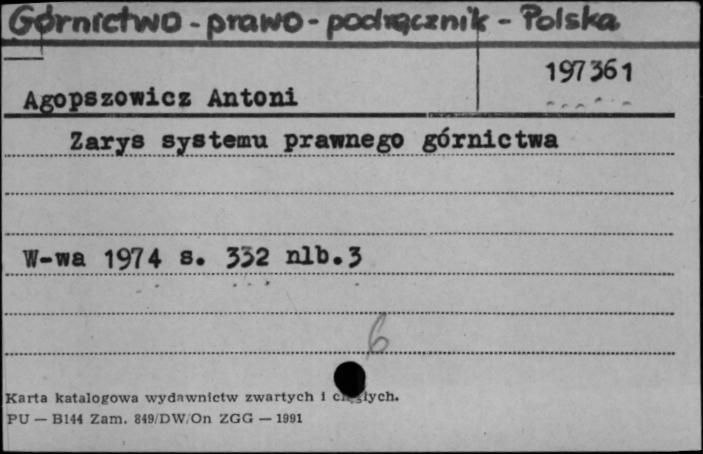 Górnictwo - prawo - podręcznik - Polska
197361
Agopszowicz Antoni
Zarys systemu prawnego górnictwa
W-wa 1974 s. 332 nlb.3
6
Karta katalogowa wydawnictw zwartych i ciągłych.
PU — B144 Zam. 849/DW/On ZGG — 1991